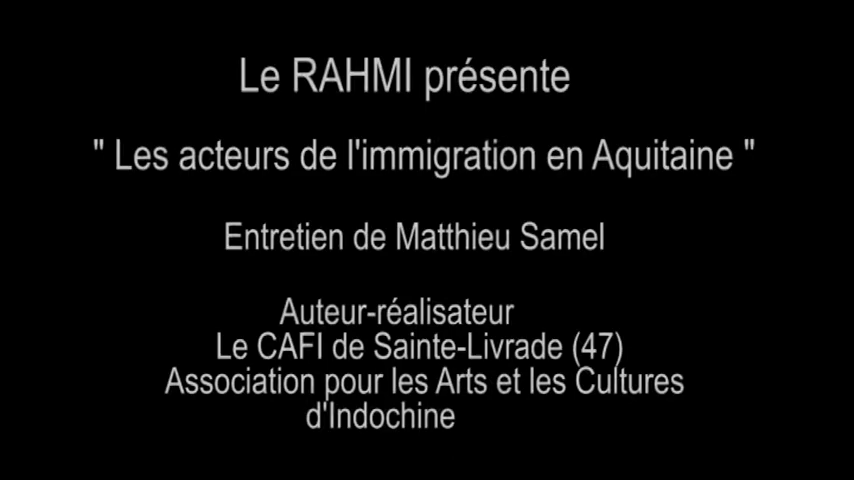 Le RAHMI présente
" Les acteurs de l'immigration en Aquitaine "
Entretien de Matthieu Samel
Auteur-réalisateur
Le CAFI de Sainte-Livrade (47)
Association pour les Arts et les Cultures
d'Indochine